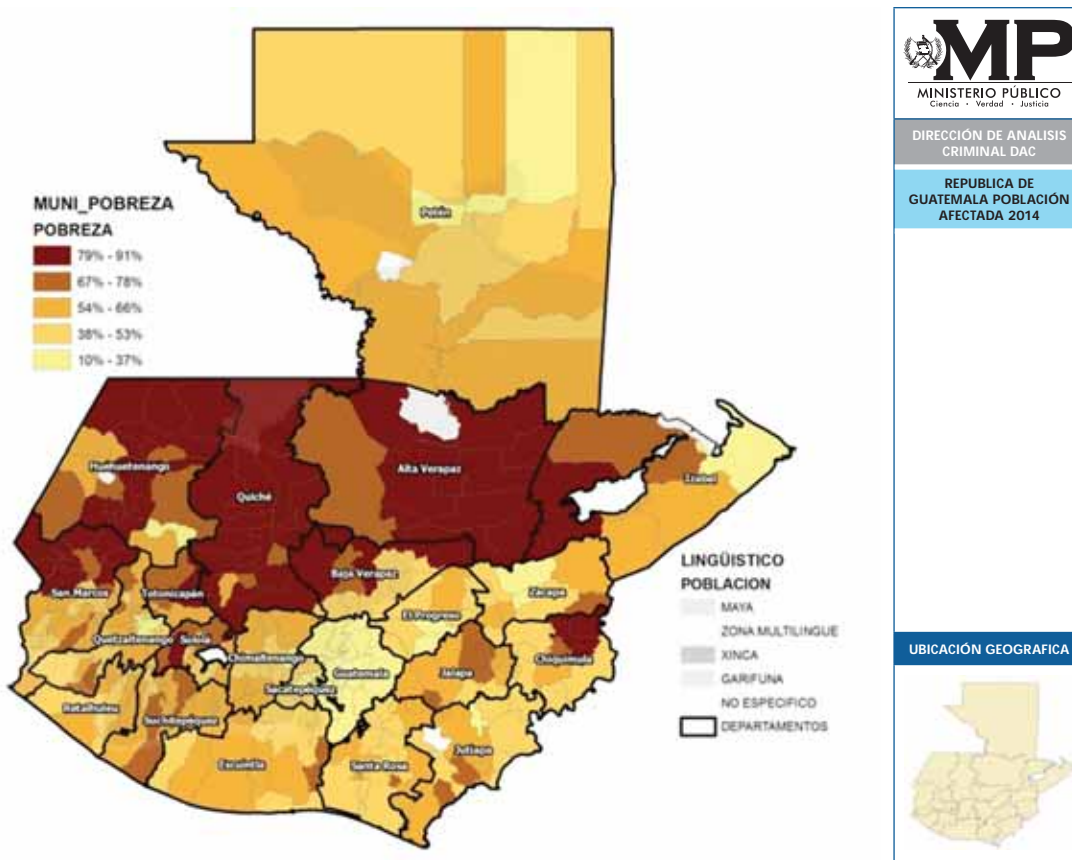 MUNI_POBREZA
POBREZA
79% - 91%
67% - 78%
54% - 66%
38% - 53%
10% - 37%
Petén
Huehuetenango
Quiché
Alta Verapaz
Izabal
San Marcos
Totonicapán
Baja Verapaz
Zacapa
El Progreso
Quetzaltenango
Sololá
Chimaltenango
Guatemala
Chiquimula
Jalapa
Sacatepéquez
Retalhuleu
Suchitepéquez
Escuintla
Santa Rosa
Jutiapa
LINGÜISTICO
POBLACION
MAYA
ZONA MULTILINGUE
XINCA
GARIFUNA
NO ESPECIFICO
DEPARTAMENTOS
MP
MINISTERIO PÚBLICO
Ciencia · Verdad · Justicia
DIRECCIÓN DE ANALISIS
CRIMINAL DAC
REPUBLICA DE
GUATEMALA POBLACIÓN
AFECTADA 2014
UBICACIÓN GEOGRAFICA